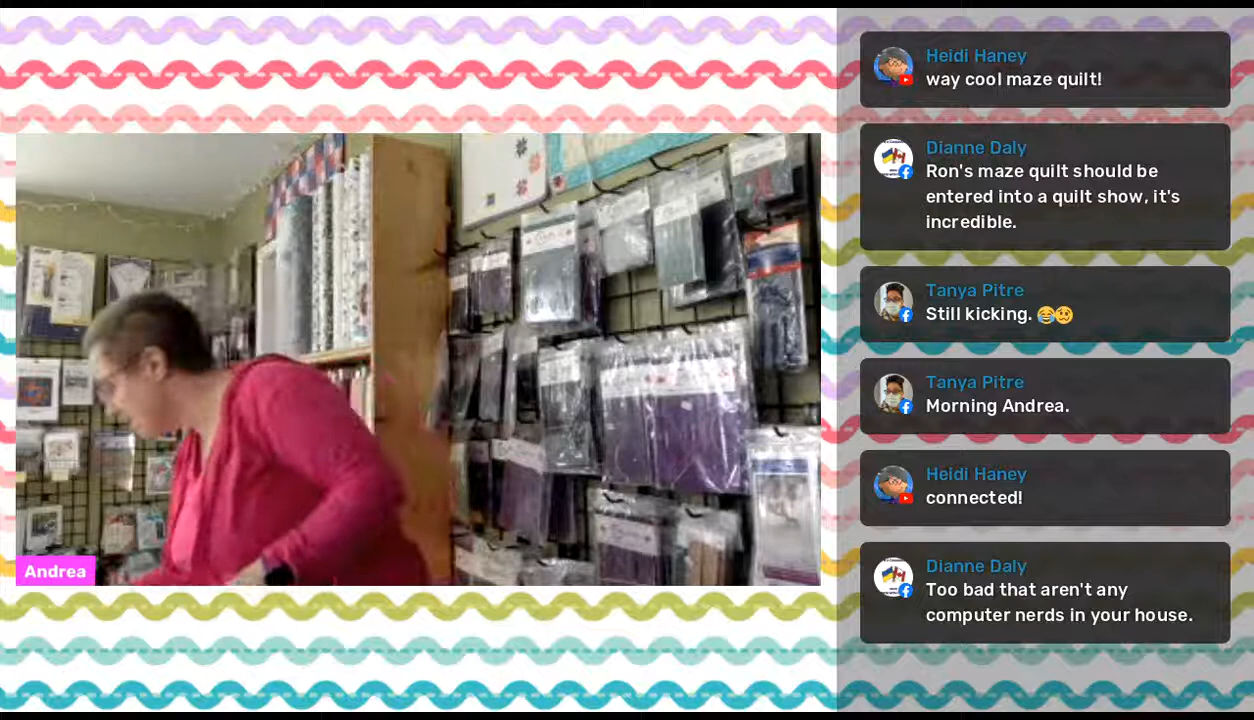 Heidi Haney
way cool maze quilt!
Dianne Daly
Ron's maze quilt should be
entered into a quilt show, it's
incredible.
Tanya Pitre
Still kicking. 😂🥴
Tanya Pitre
Morning Andrea.
Heidi Haney
connected!
Dianne Daly
Too bad that aren't any
computer nerds in your house.
Andrea